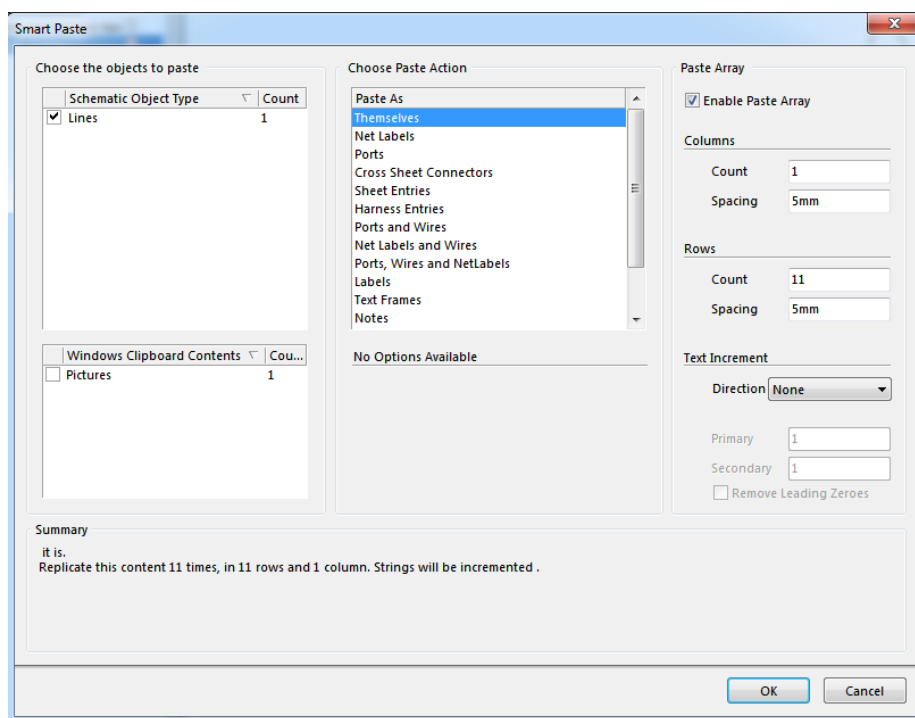 Smart Paste
Choose the objects to paste
Schematic Object Type Count
Lines 1
Windows Clipboard Contents Cou...
Pictures 1
Choose Paste Action
Paste As
Themselves
Net Labels
Ports
Cross Sheet Connectors
Sheet Entries
Harness Entries
Ports and Wires
Net Labels and Wires
Ports, Wires and NetLabels
Labels
Text Frames
Notes
No Options Available
Paste Array
Enable Paste Array
Columns
Count 1
Spacing 5mm
Rows
Count 11
Spacing 5mm
Text Increment
Direction None
Primary 1
Secondary 1
Remove Leading Zeroes
Summary
it is.
Replicate this content 11 times, in 11 rows and 1 column. Strings will be incremented .
OK Cancel